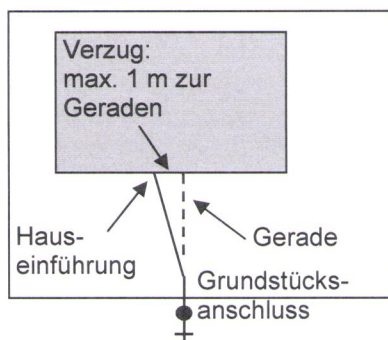 Verzug:
max. 1 m zur
Geraden
Haus-
einführung
Gerade
Grundstücks-
anschluss